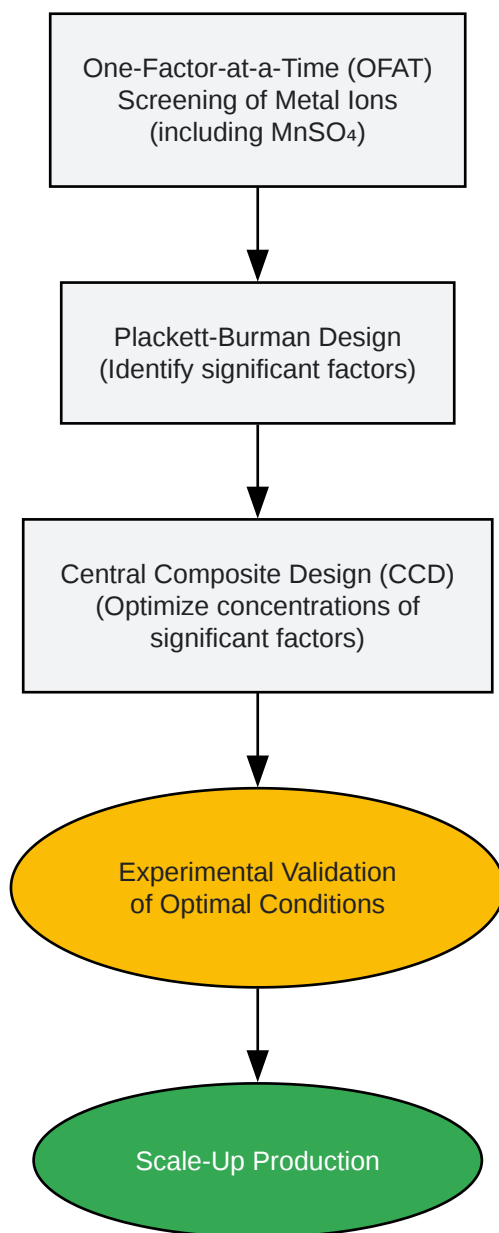 One-Factor-at-a-Time (OFAT)
Screening of Metal Ions
(including MnSO₄)
Plackett-Burman Design
(Identify significant factors)
Central Composite Design (CCD)
(Optimize concentrations of
significant factors)
Experimental Validation
of Optimal Conditions
Scale-Up Production